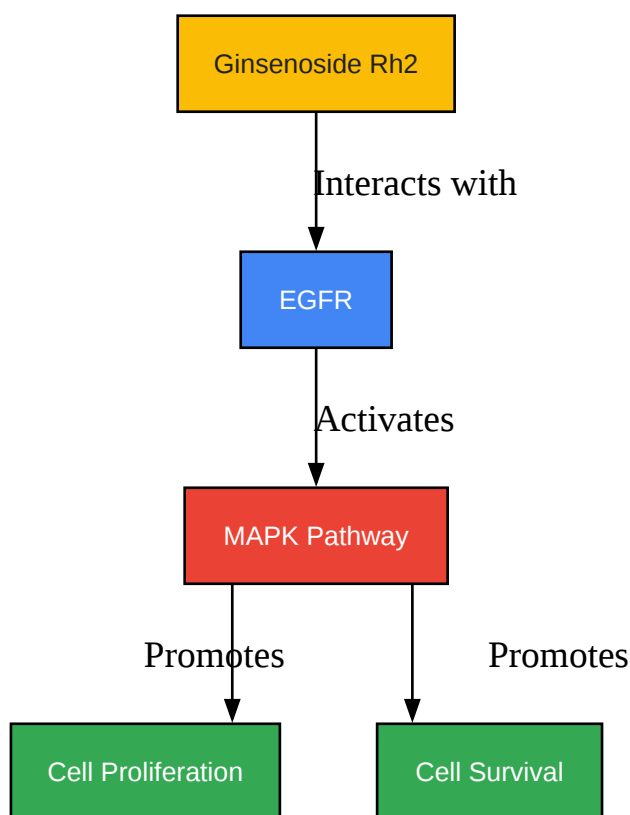 Ginsenoside Rh2
Interacts with
EGFR
Activates
MAPK Pathway
Promotes
Promotes
Cell Proliferation
Cell Survival